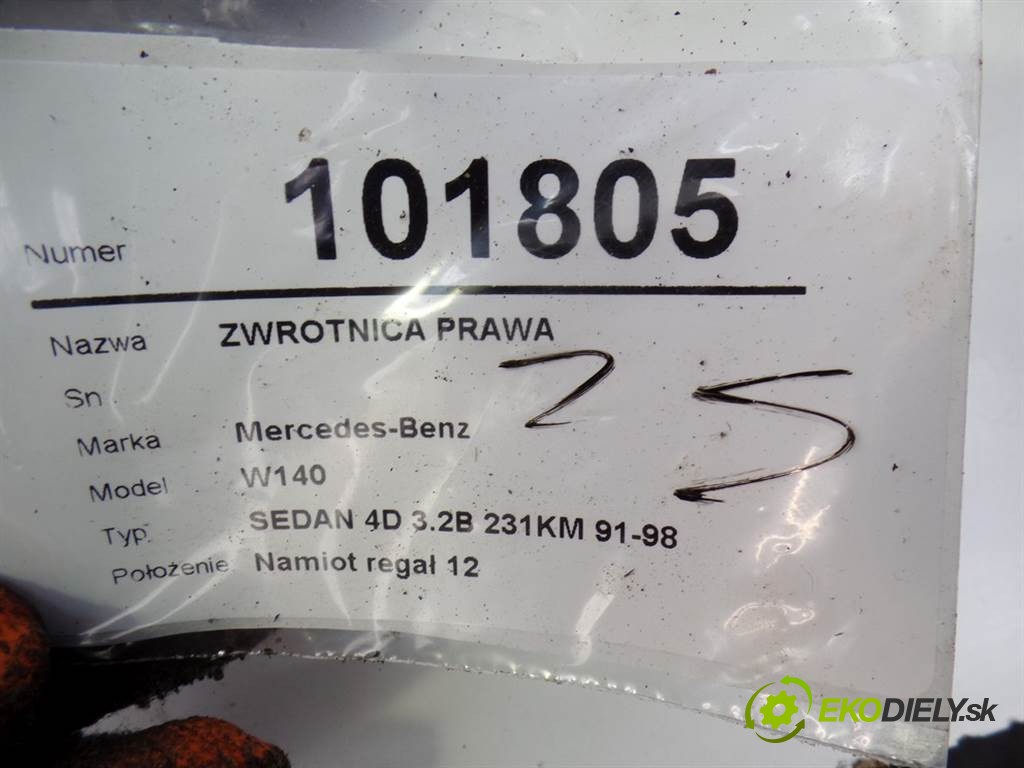 Numer 101805
Nazwa ZWROTNICA PRAWA
Sn
25
Marka Mercedes-Benz
Model W140
Typ. SEDAN 4D 3.2B 231KM 91-98
Położenie Namiot regał 12
EKODIELY.sk